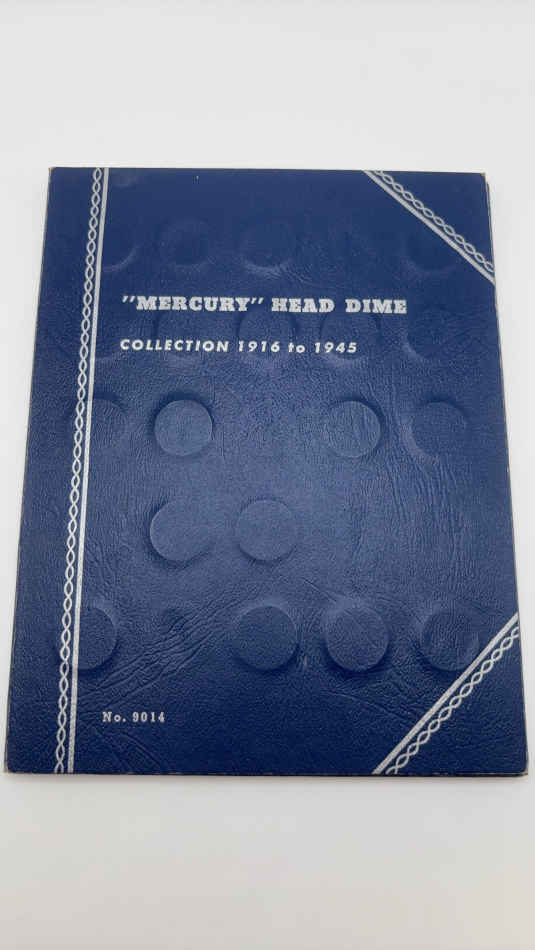 "MERCURY" HEAD DIME
COLLECTION 1916 to 1945
No. 9014